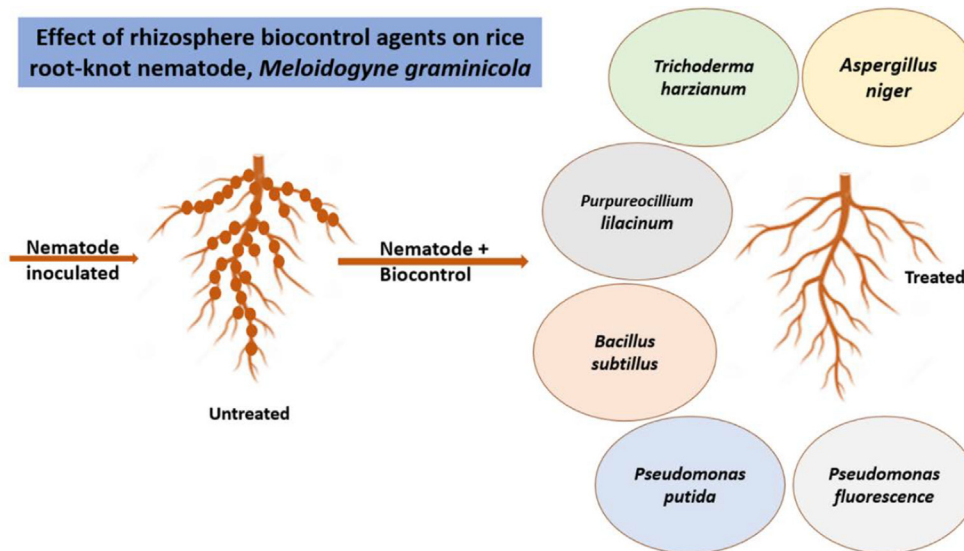 Effect of rhizosphere biocontrol agents on rice
root-knot nematode, Meloidogyne graminicola
Trichoderma
harzianum
Aspergillus
niger
Purpureocillium
lilacinum
Nematode
inoculated
Nematode +
Biocontrol
Treated
Bacillus
subtillus
Untreated
Pseudomonas
putida
Pseudomonas
fluorescence